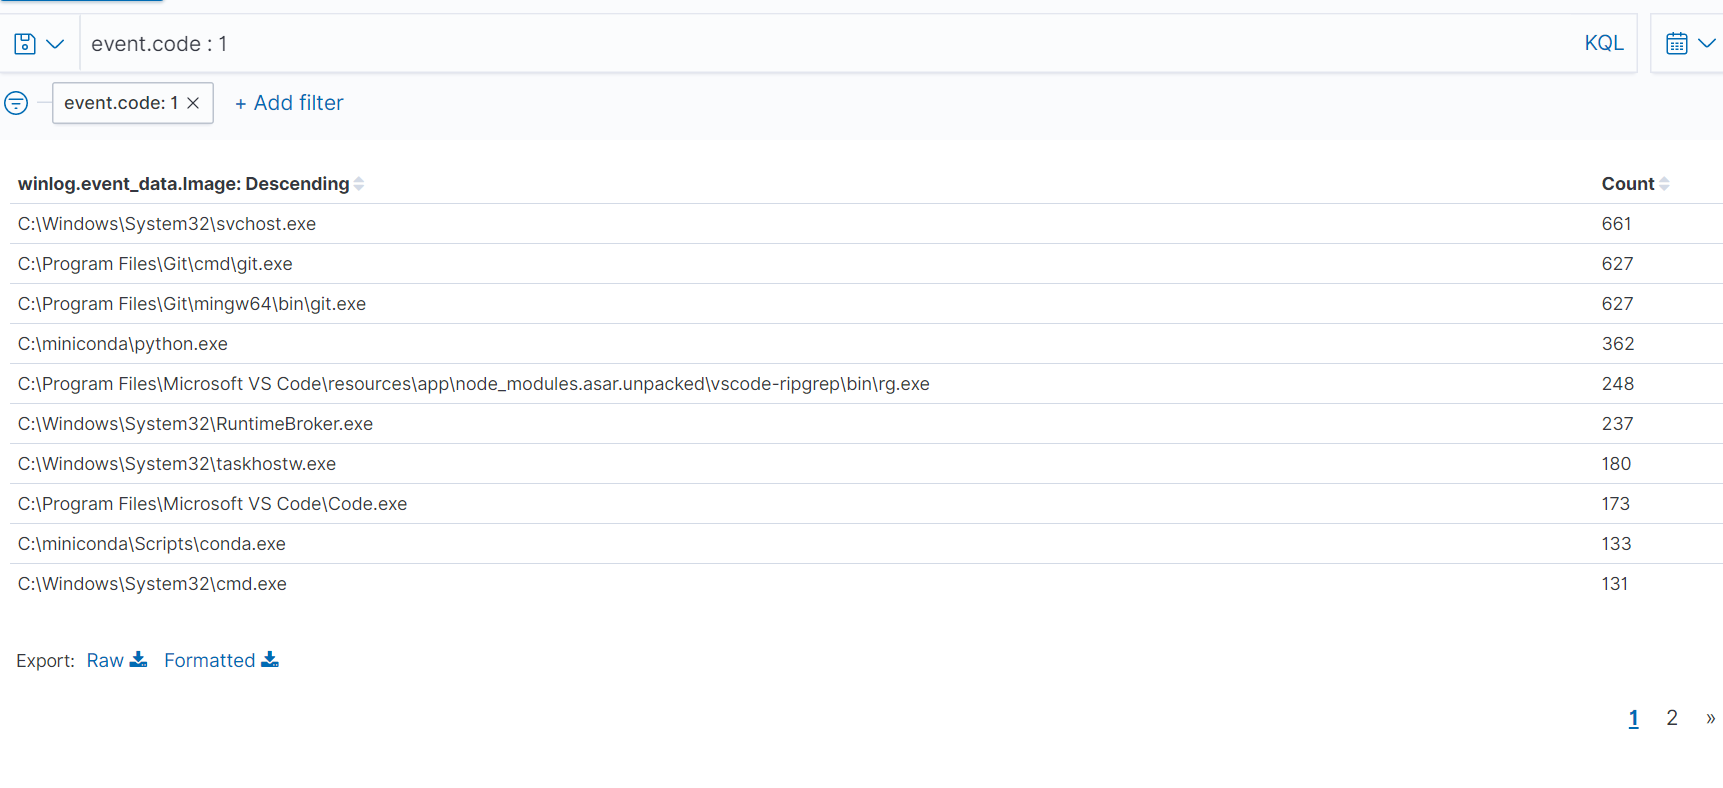 event.code : 1 KQL
event.code: 1 × + Add filter
winlog.event_data.Image: Descending Count
C:\Windows\System32\svchost.exe 661
C:\Program Files\Git\cmd\git.exe 627
C:\Program Files\Git\mingw64\bin\git.exe 627
C:\miniconda\python.exe 362
C:\Program Files\Microsoft VS Code\resources\app\node_modules.asar.unpacked\vscode-ripgrep\bin\rg.exe 248
C:\Windows\System32\RuntimeBroker.exe 237
C:\Windows\System32\taskhostw.exe 180
C:\Program Files\Microsoft VS Code\Code.exe 173
C:\miniconda\Scripts\conda.exe 133
C:\Windows\System32\cmd.exe 131
Export: Raw Formatted
1 2 »